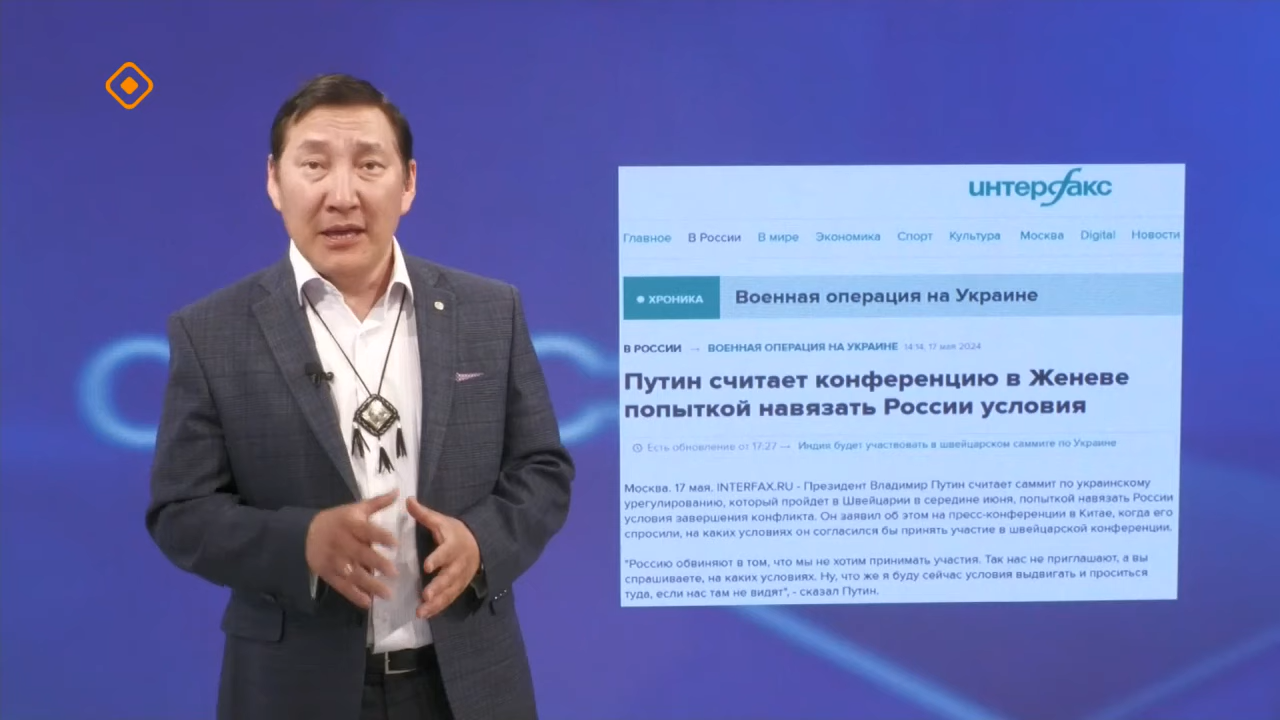 интерфакс
Главное В России В мире Экономика Спорт Культура Москва Digital Новости
ХРОНИКА Военная операция на Украине
В РОССИИ → ВОЕННАЯ ОПЕРАЦИЯ НА УКРАИНЕ 14:14, 17 мая 2024
Путин считает конференцию в Женеве
попыткой навязать России условия
Есть обновление от 17:27 → Индия будет участвовать в швейцарском саммите по Украине
Москва. 17 мая. INTERFAX.RU - Президент Владимир Путин считает саммит по украинскому
урегулированию, который пройдет в Швейцарии в середине июня, попыткой навязать России
условия завершения конфликта. Он заявил об этом на пресс-конференции в Китае, когда его
спросили, на каких условиях он согласился бы принять участие в швейцарской конференции.
"Россию обвиняют в том, что мы не хотим принимать участия. Так нас не приглашают, а вы
спрашиваете, на каких условиях. Ну, что же я буду сейчас условия выдвигать и проситься
туда, если нас там не видят", - сказал Путин.